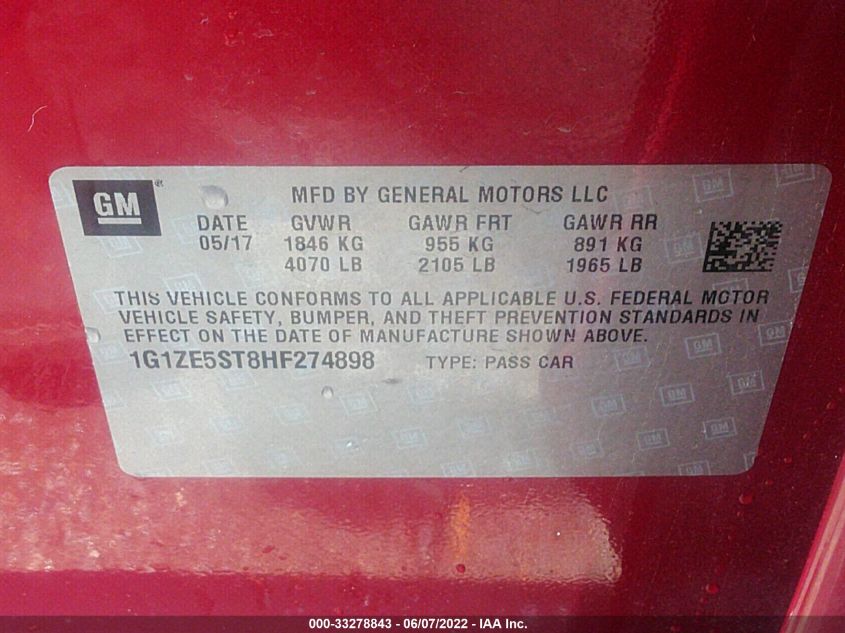 GM ® MFD BY GENERAL MOTORS LLC
DATE GVWR GAWR FRT GAWR RR
05/17 1846 KG 955 KG 891 KG
4070 LB 2105 LB 1965 LB
THIS VEHICLE CONFORMS TO ALL APPLICABLE U.S. FEDERAL MOTOR
VEHICLE SAFETY, BUMPER, AND THEFT PREVENTION STANDARDS IN
EFFECT ON THE DATE OF MANUFACTURE SHOWN ABOVE.
1G1ZE5ST8HF274898 TYPE: PASS CAR
000-33278843 - 06/07/2022 - IAA Inc.